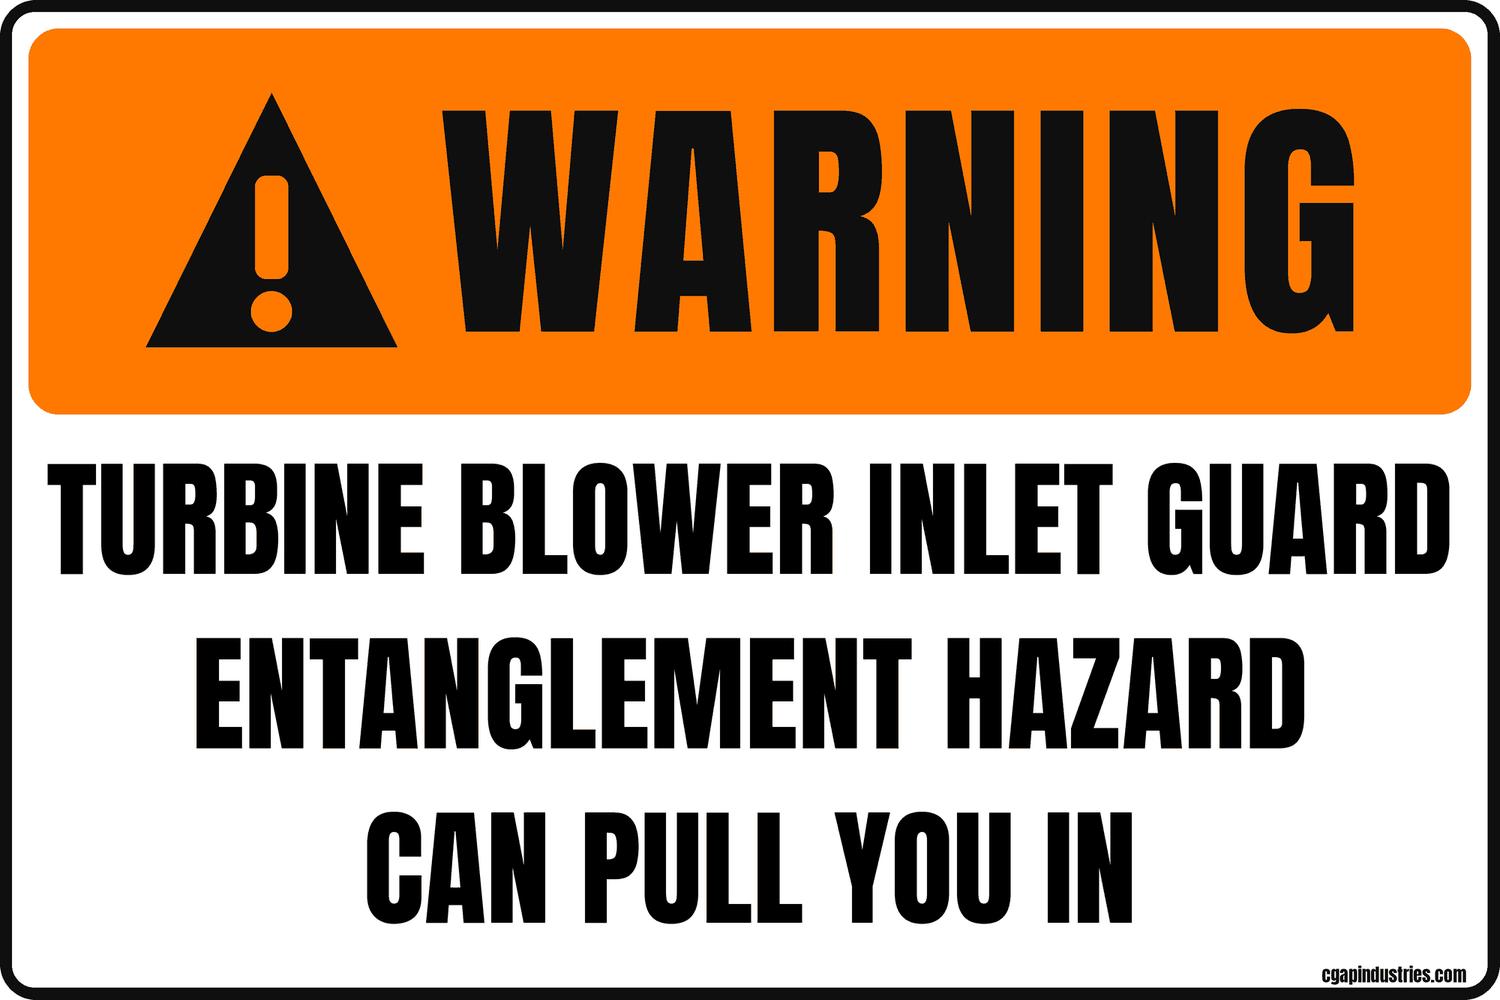 WARNING
TURBINE BLOWER INLET GUARD
ENTANGLEMENT HAZARD
CAN PULL YOU IN
cgapindustries.com